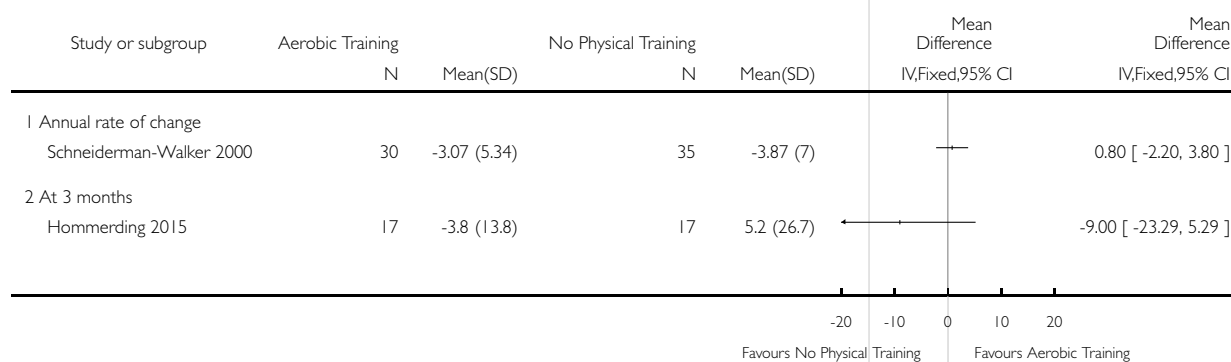 Mean Mean
Study or subgroup Aerobic Training No Physical Training Difference Difference
N Mean(SD) N Mean(SD) IV,Fixed,95% CI IV,Fixed,95% CI
1 Annual rate of change
Schneiderman-Walker 2000 30 -3.07 (5.34) 35 -3.87 (7) 0.80 [ -2.20, 3.80 ]
2 At 3 months
Hommerding 2015 17 -3.8 (13.8) 17 5.2 (26.7) -9.00 [ -23.29, 5.29 ]
-20 -10 0 10 20
Favours No Physical Training Favours Aerobic Training